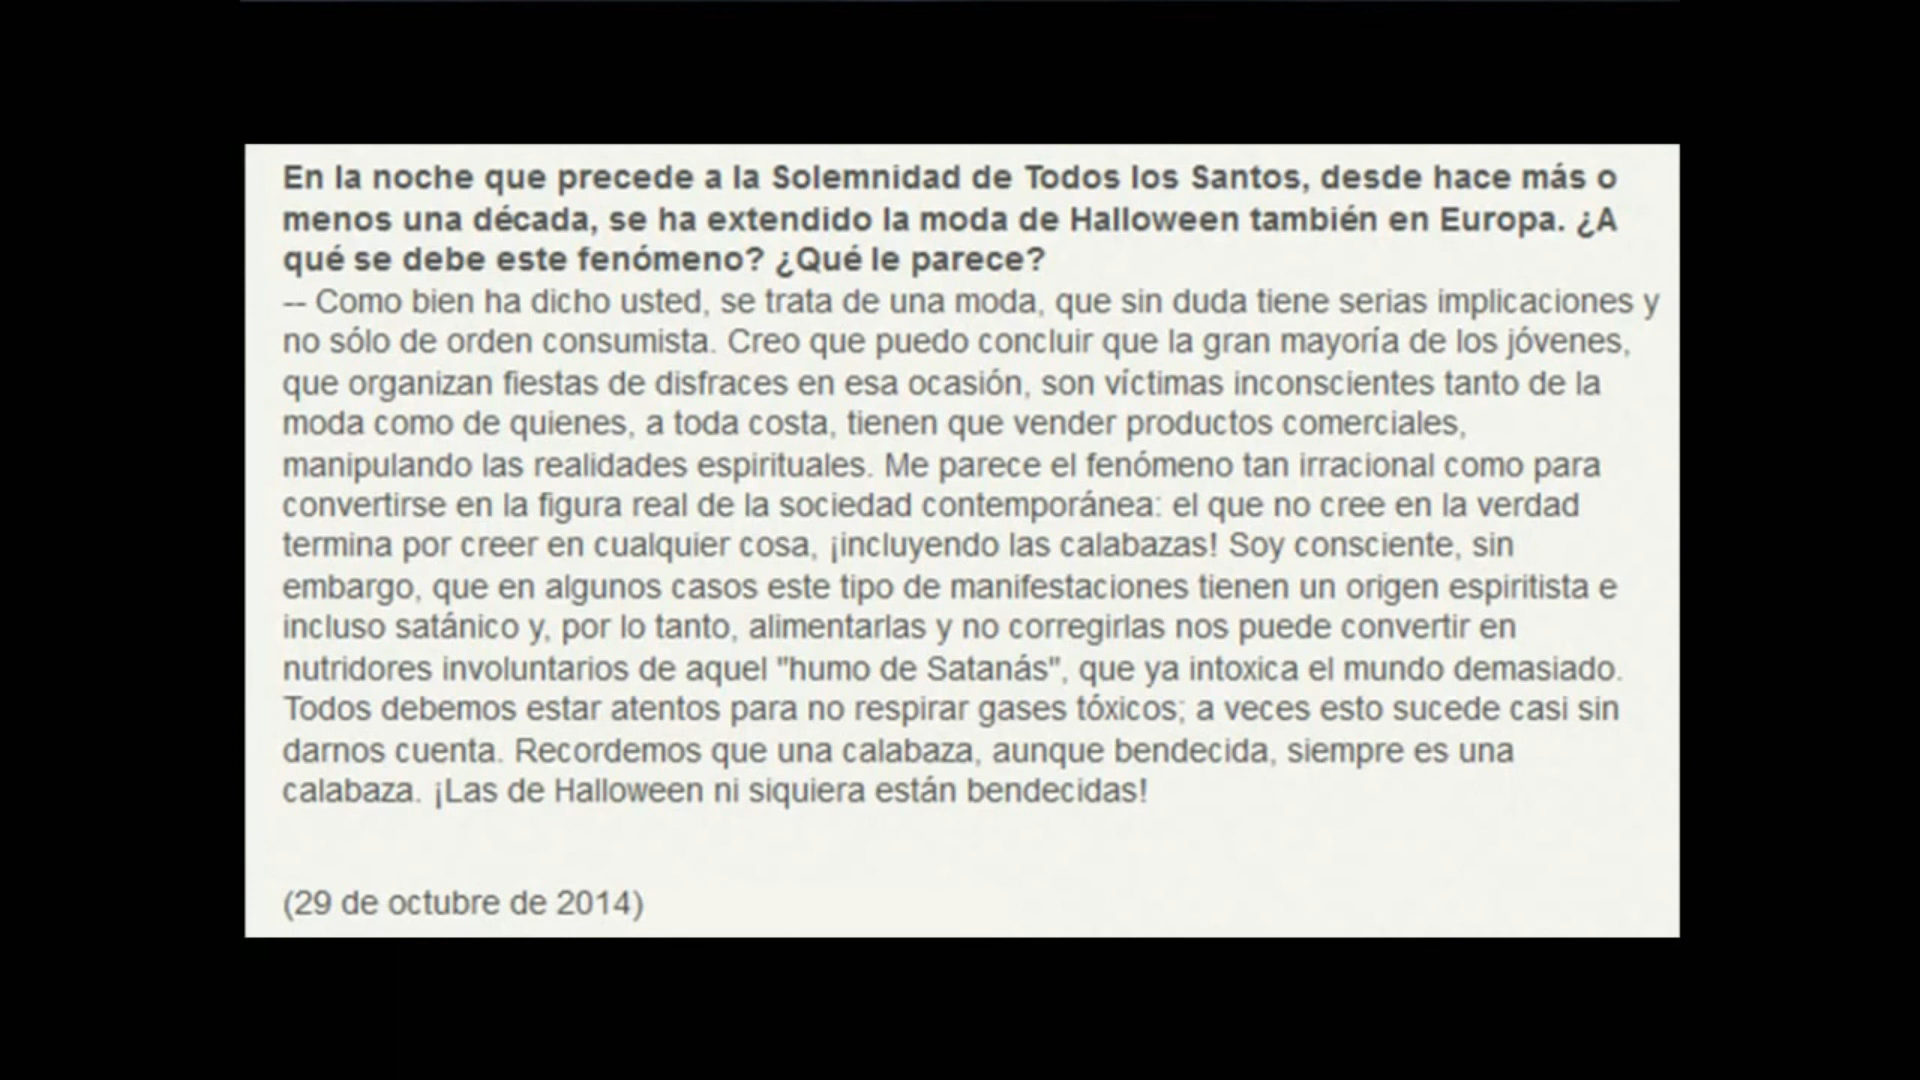 En la noche que precede a la Solemnidad de Todos los Santos, desde hace más o
menos una década, se ha extendido la moda de Halloween también en Europa. ¿A
qué se debe este fenómeno? ¿Qué le parece?
-- Como bien ha dicho usted, se trata de una moda, que sin duda tiene serias implicaciones y
no sólo de orden consumista. Creo que puedo concluir que la gran mayoría de los jóvenes,
que organizan fiestas de disfraces en esa ocasión, son víctimas inconscientes tanto de la
moda como de quienes, a toda costa, tienen que vender productos comerciales,
manipulando las realidades espirituales. Me parece el fenómeno tan irracional como para
convertirse en la figura real de la sociedad contemporánea: el que no cree en la verdad
termina por creer en cualquier cosa, ¡incluyendo las calabazas! Soy consciente, sin
embargo, que en algunos casos este tipo de manifestaciones tienen un origen espiritista e
incluso satánico y, por lo tanto, alimentarlas y no corregirlas nos puede convertir en
nutridores involuntarios de aquel "humo de Satanás", que ya intoxica el mundo demasiado.
Todos debemos estar atentos para no respirar gases tóxicos; a veces esto sucede casi sin
darnos cuenta. Recordemos que una calabaza, aunque bendecida, siempre es una
calabaza. ¡Las de Halloween ni siquiera están bendecidas!
(29 de octubre de 2014)